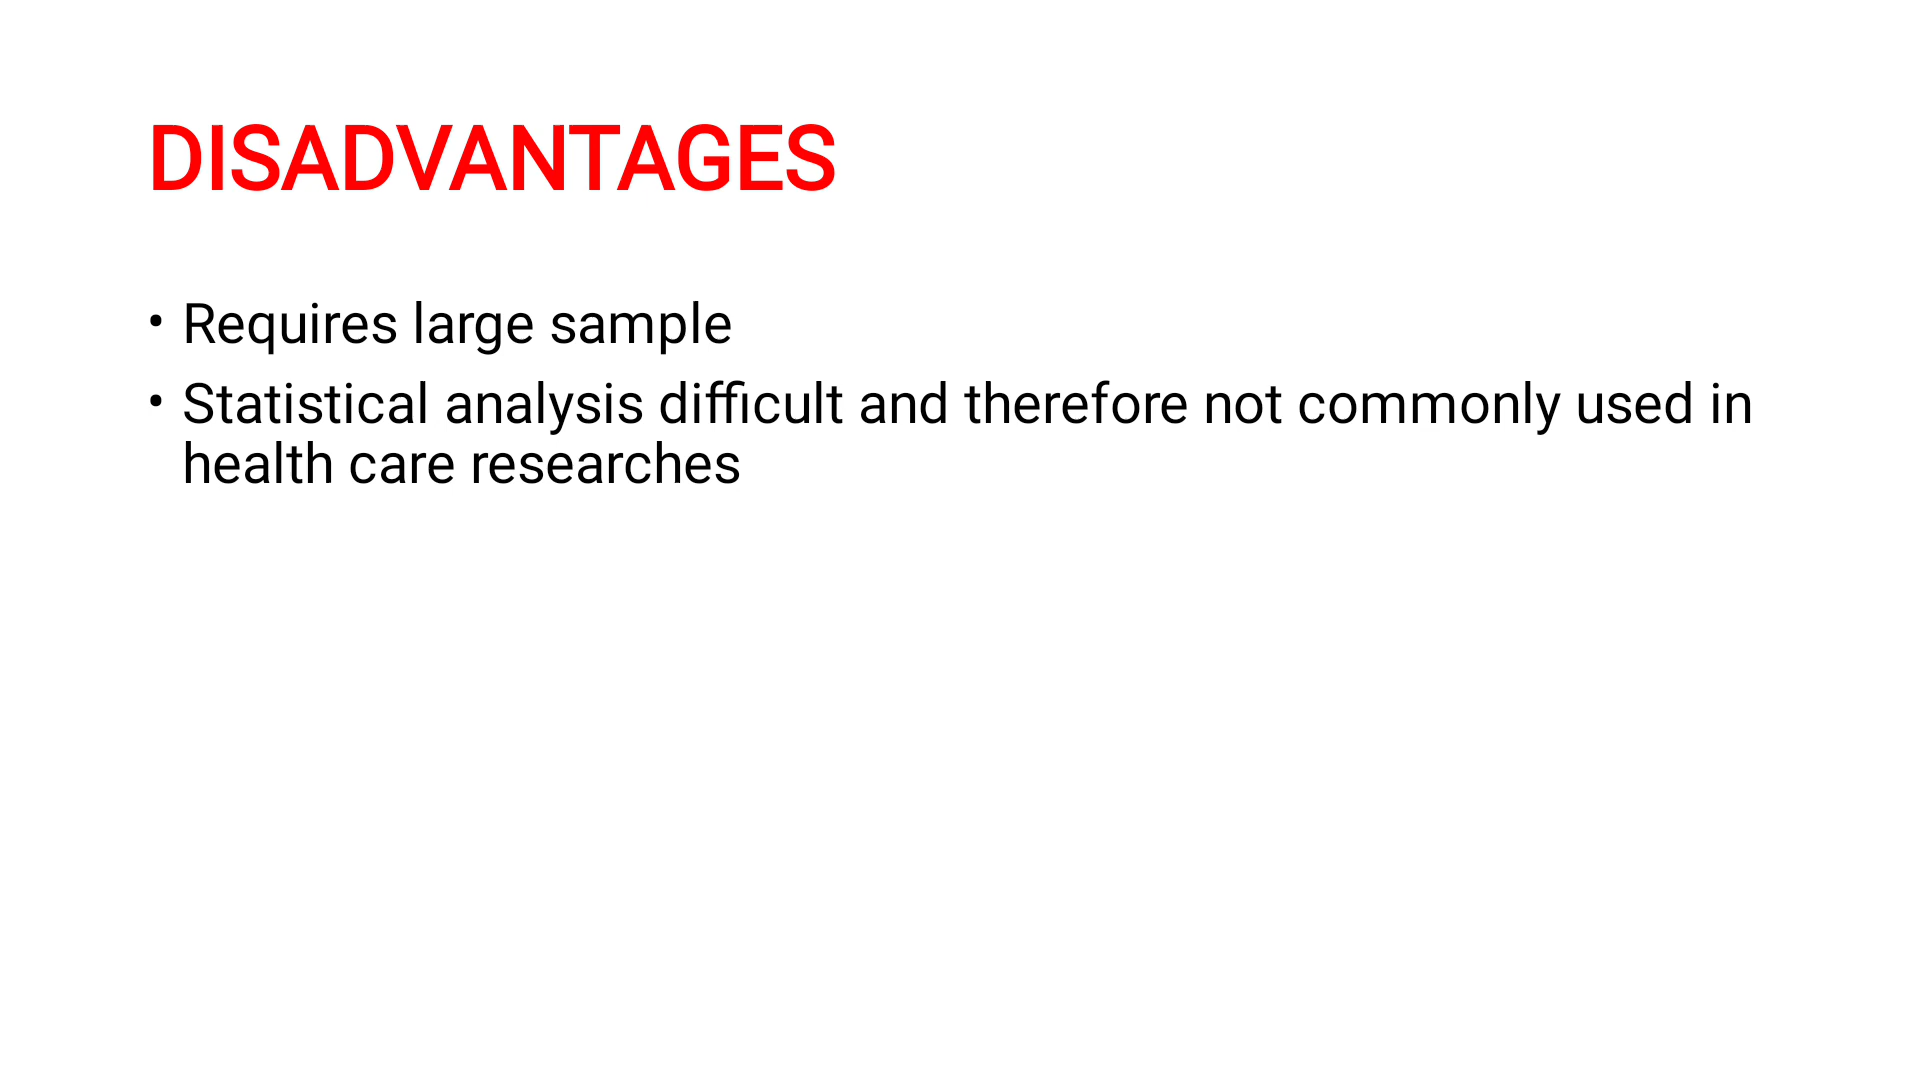 DISADVANTAGES
• Requires large sample
• Statistical analysis difficult and therefore not commonly used in
health care researches